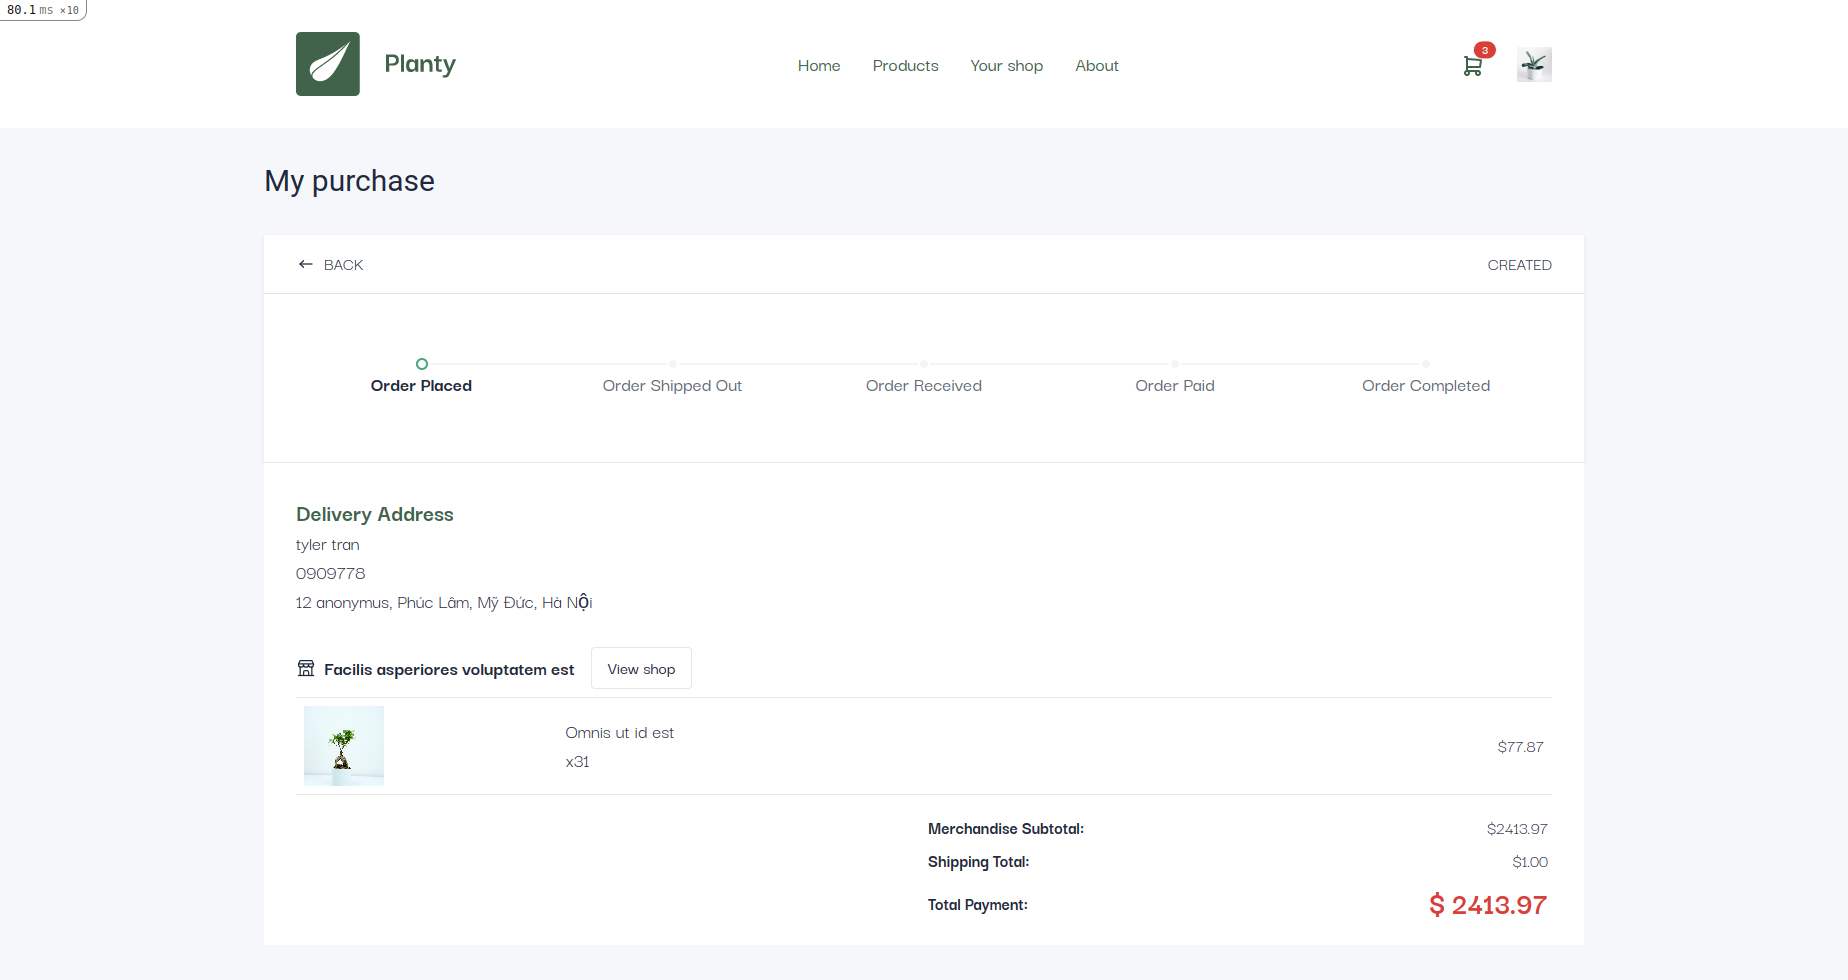 80.1 ms ×10
Planty
Home Products Your shop About
3
My purchase
BACK CREATED
Order Placed Order Shipped Out Order Received Order Paid Order Completed
Delivery Address
tyler tran
0909778
12 anonymus, Phúc Lâm, Mỹ Đức, Hà Nội
Facilis asperiores voluptatem est View shop
Omnis ut id est
x31
$77.87
Merchandise Subtotal: $2413.97
Shipping Total: $1.00
Total Payment: $ 2413.97